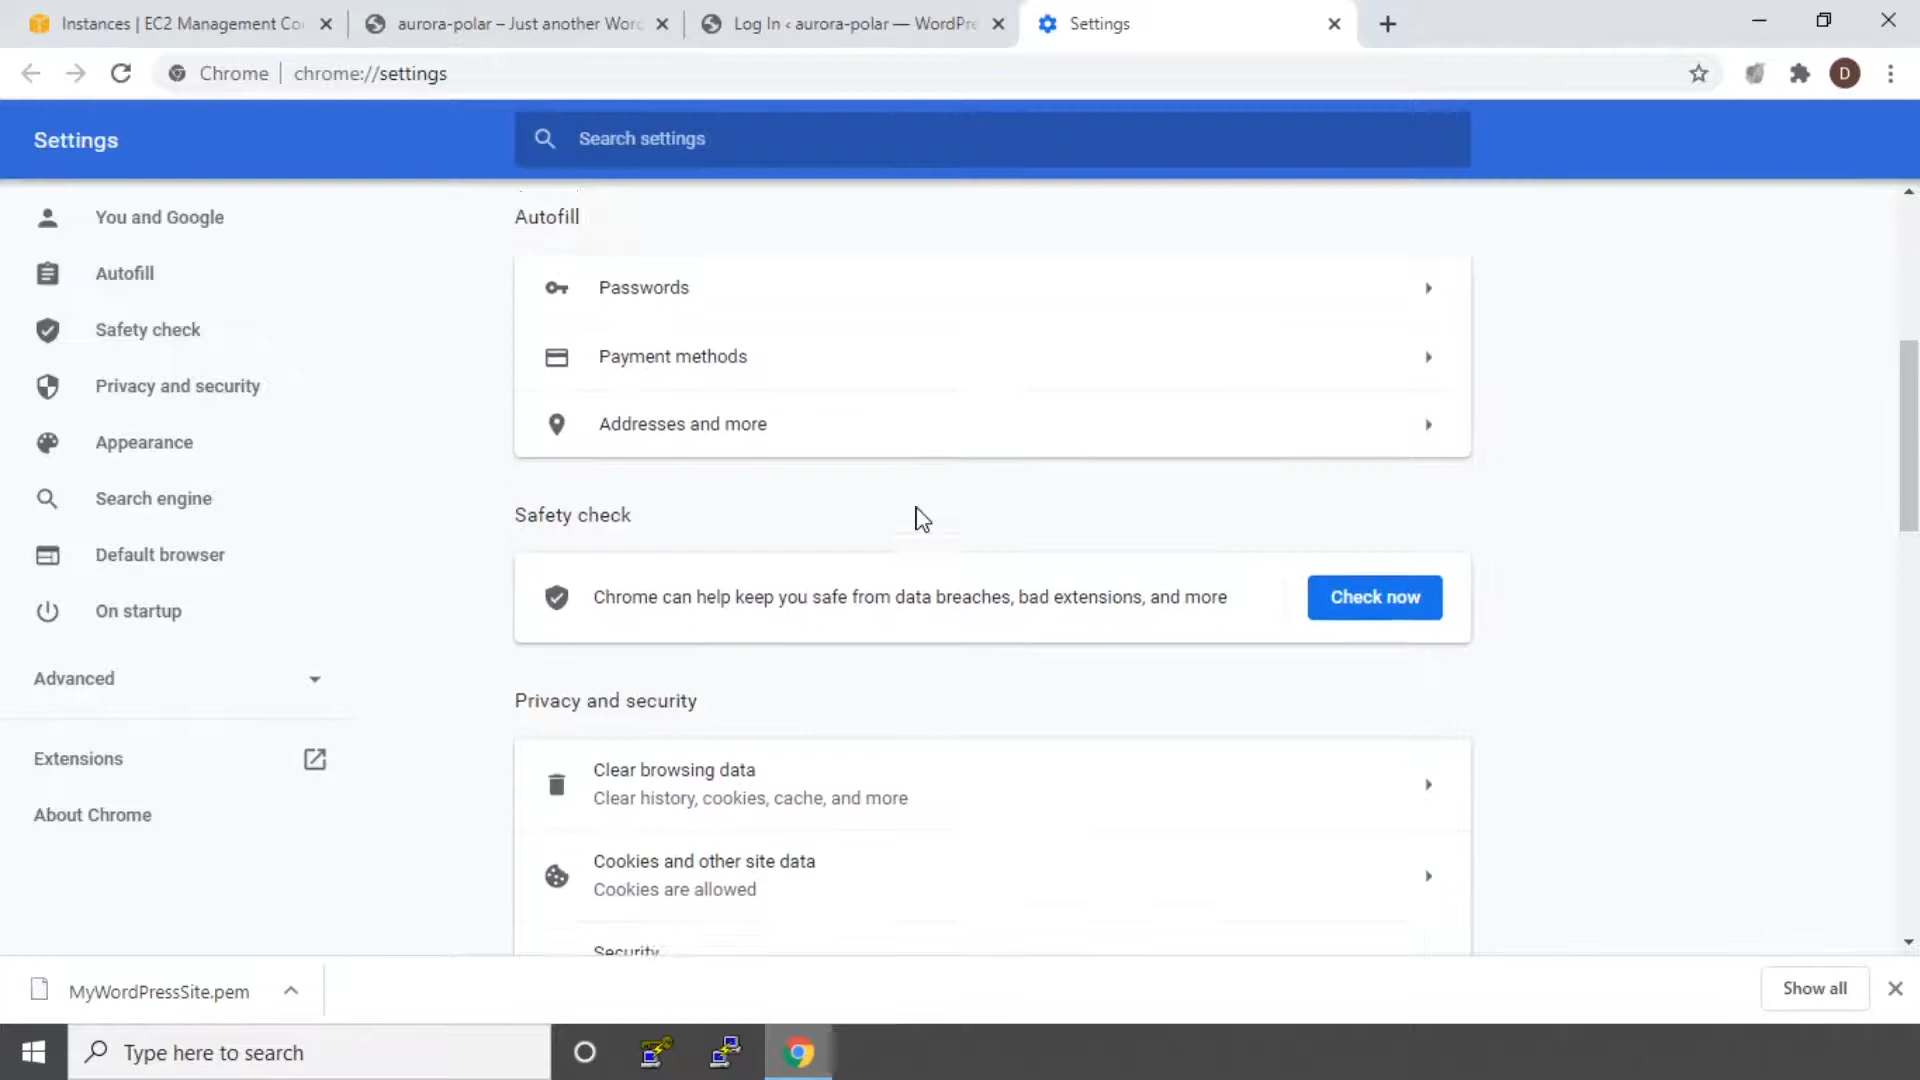 Instances | EC2 Management Co
aurora-polar – Just another Word
Log In ‹ aurora-polar — WordPre
Settings
Chrome
chrome://settings
D
Settings
Search settings
You and Google
Autofill
Safety check
Privacy and security
Appearance
Search engine
Default browser
On startup
Advanced
Extensions
About Chrome
Autofill
Passwords
Payment methods
Addresses and more
Safety check
Chrome can help keep you safe from data breaches, bad extensions, and more
Check now
Privacy and security
Clear browsing data
Clear history, cookies, cache, and more
Cookies and other site data
Cookies are allowed
Security
MyWordPressSite.pem
Show all
Type here to search